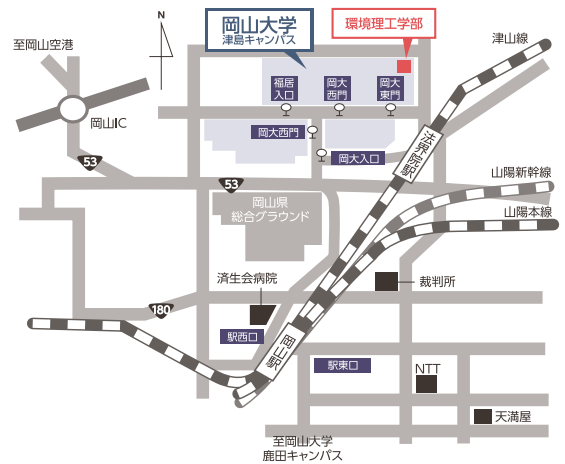 岡山大学
津島キャンパス
環境理工学部
至岡山空港
N
津山線
福居
入口
岡大
西門
岡大
東門
岡山IC
岡大西門
岡大入口
法界院駅
53
53
山陽新幹線
山陽本線
岡山県
総合グラウンド
済生会病院
裁判所
180
駅西口
岡山駅
駅東口
NTT
天満屋
至岡山大学
鹿田キャンパス